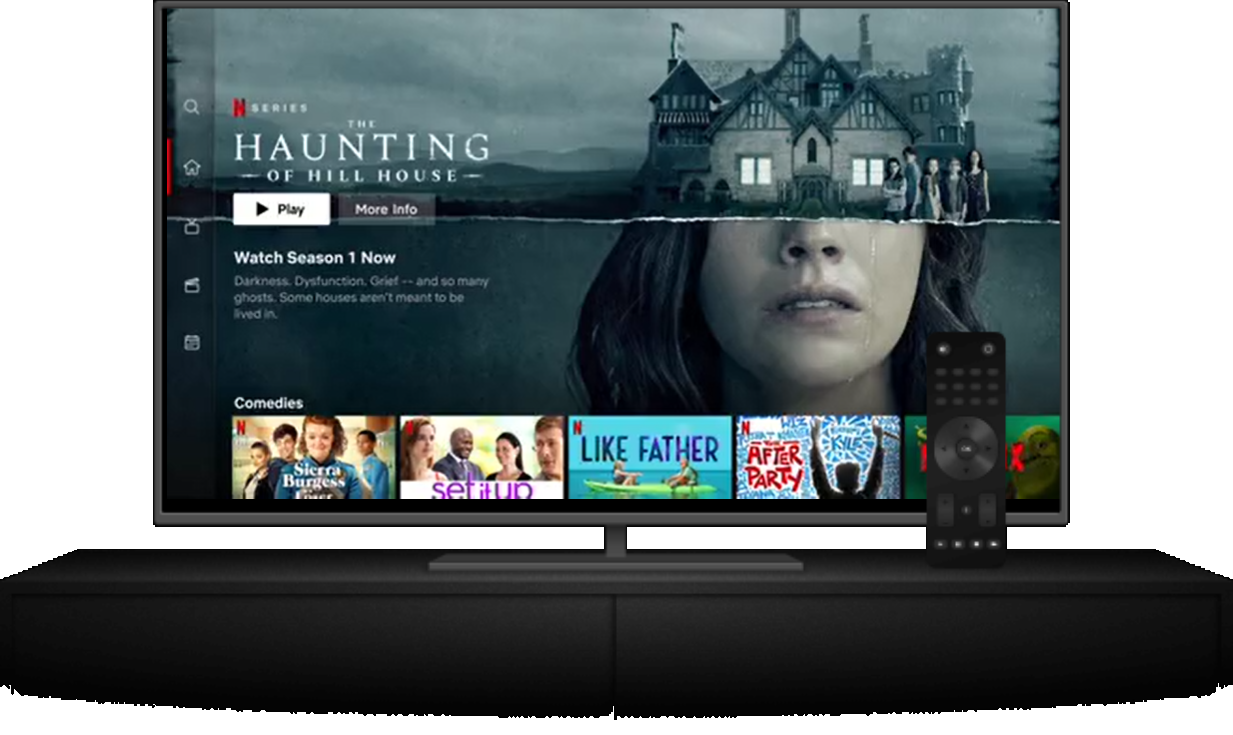 N SERIES
THE
HAUNTING
OF HILL HOUSE
Play
More Info
Watch Season 1 Now
Darkness. Dysfunction. Grief -- and so many
ghosts. Some houses aren't meant to be
lived in.
Comedies
N
Sierra
Burgess
N
set it up
N
LIKE FATHER
N
THE
AFTER
PARTY
KYLE
OK